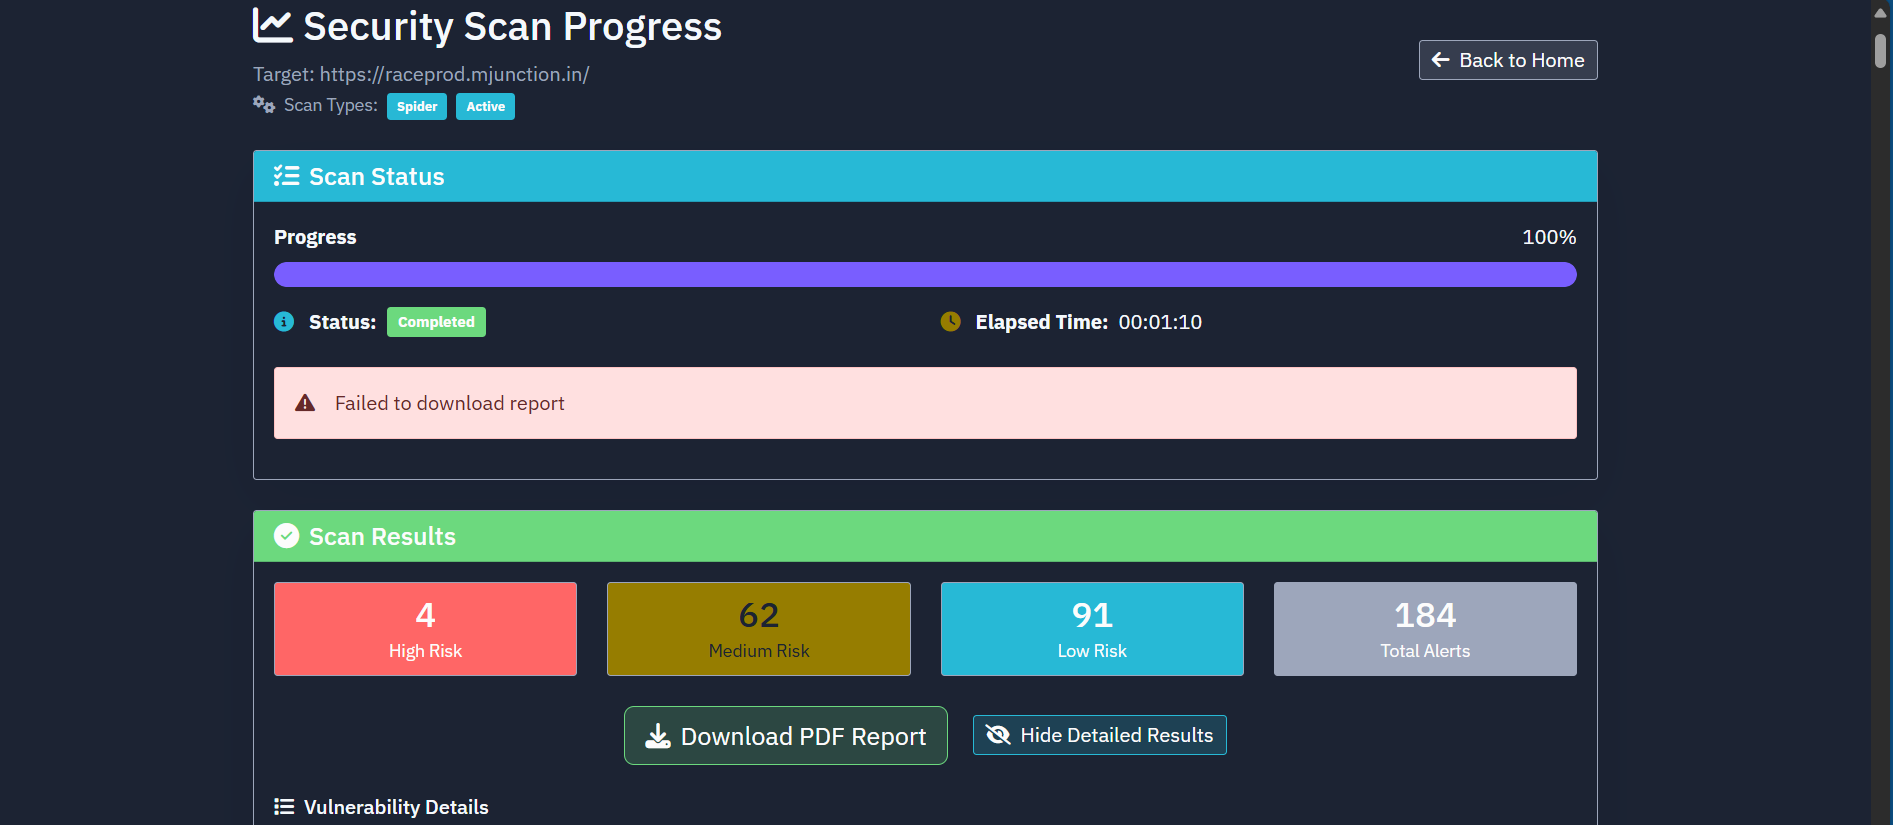 Security Scan Progress
Back to Home
Target: https://raceprod.mjunction.in/
Scan Types: Spider Active
Scan Status
Progress 100%
Status: Completed Elapsed Time: 00:01:10
Failed to download report
Scan Results
4 62 91 184
High Risk Medium Risk Low Risk Total Alerts
Download PDF Report Hide Detailed Results
Vulnerability Details